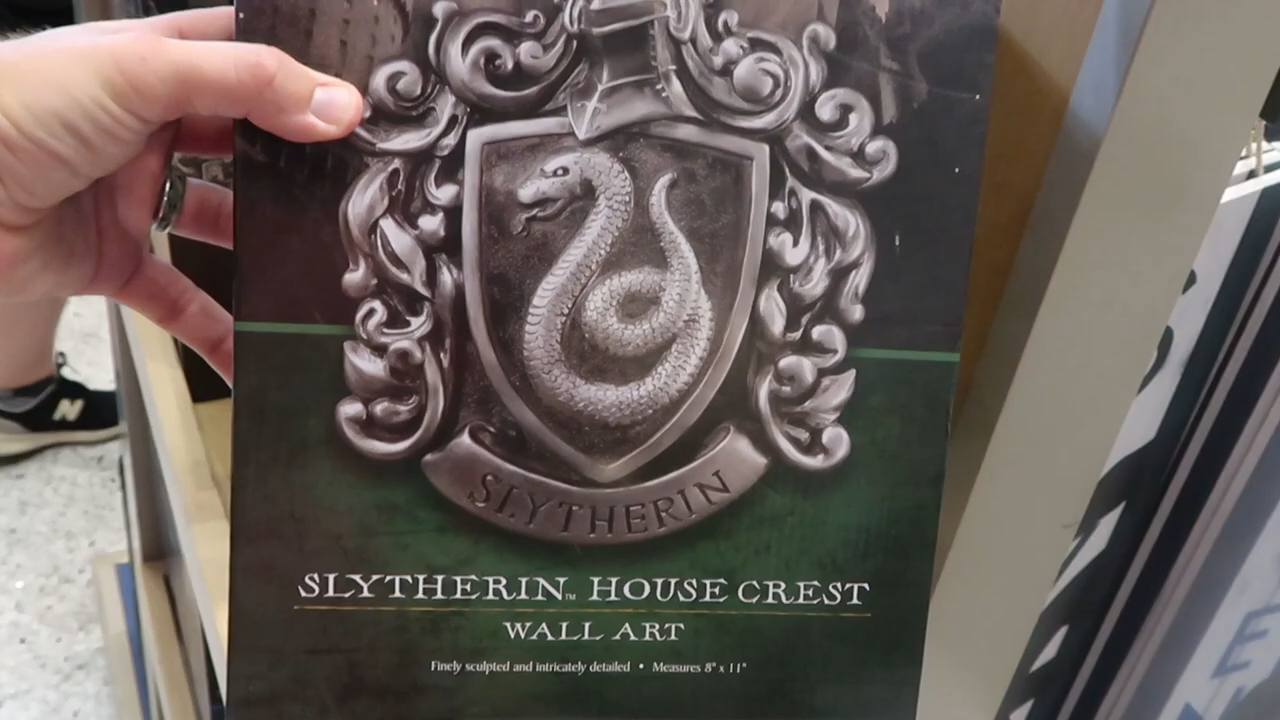 SLYTHERIN
SLYTHERIN™ HOUSE CREST
WALL ART
Finely sculpted and intricately detailed • Measures 8" x 11"
N
E